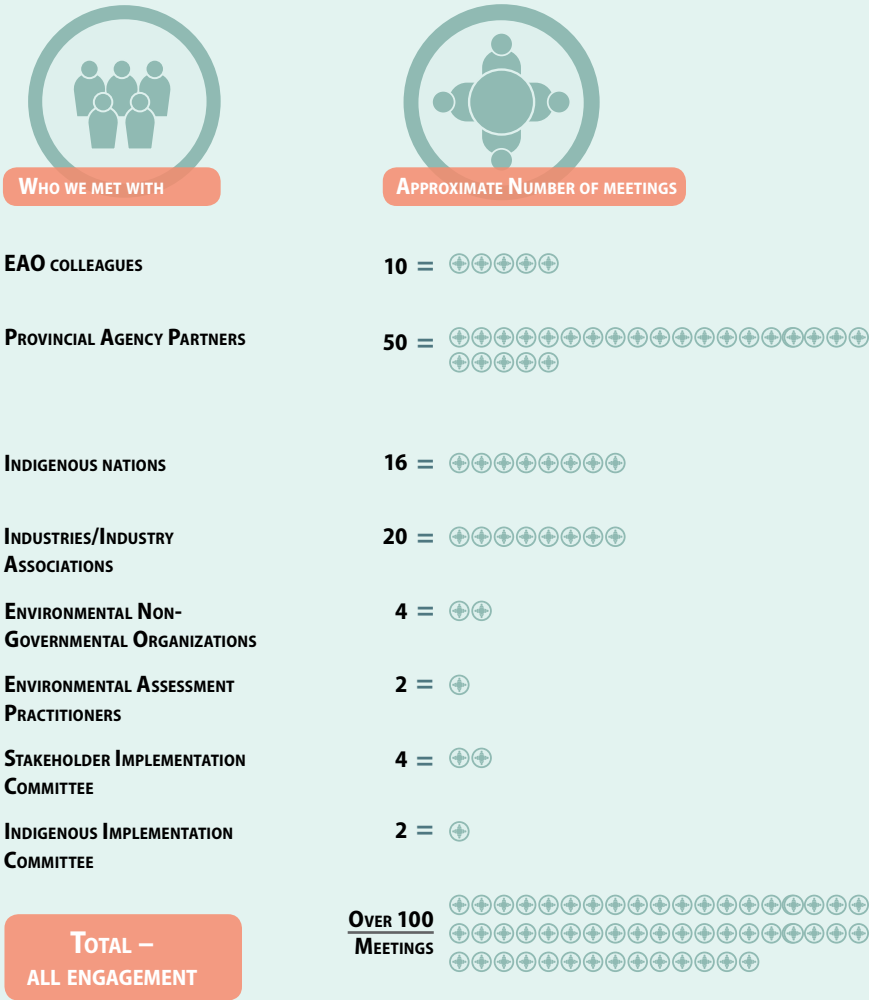 Who we met with
Approximate Number of meetings
EAO colleagues
10 =
Provincial Agency Partners
50 =
Indigenous nations
16 =
Industries/Industry
Associations
20 =
Environmental Non-
Governmental Organizations
4 =
Environmental Assessment
Practitioners
2 =
Stakeholder Implementation
Committee
4 =
Indigenous Implementation
Committee
2 =
Total –
all engagement
Over 100
Meetings